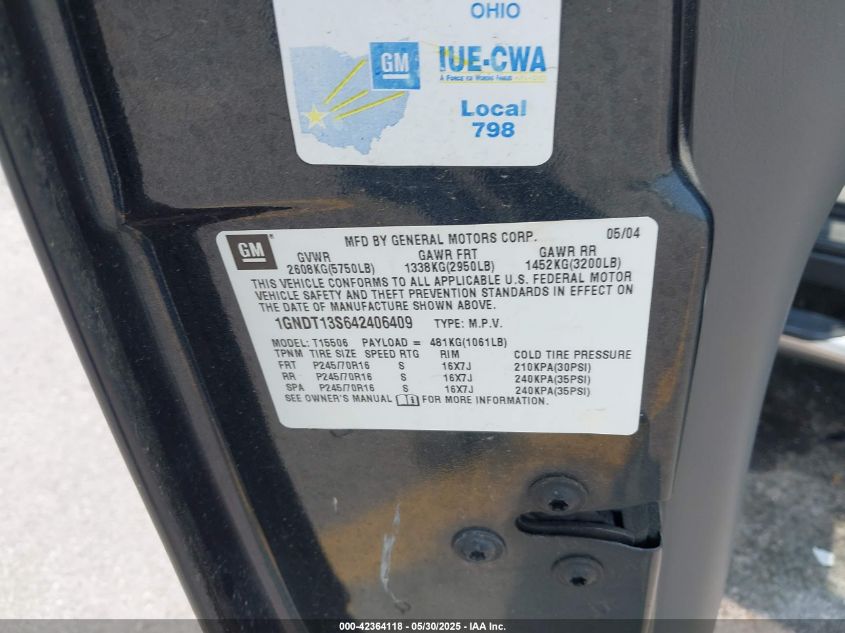 OHIO
GM
IUE-CWA
Local
798
GM
MFD BY GENERAL MOTORS CORP. 05/04
GVWR GAWR FRT GAWR RR
2608KG(5750LB) 1338KG(2950LB) 1452KG(3200LB)
THIS VEHICLE CONFORMS TO ALL APPLICABLE U.S. FEDERAL MOTOR
VEHICLE SAFETY AND THEFT PREVENTION STANDARDS IN EFFECT ON
THE DATE OF MANUFACTURE SHOWN ABOVE.
1GNDT13S642406409 TYPE: M.P.V.
MODEL: T15506 PAYLOAD = 481KG(1061LB)
TPNM TIRE SIZE SPEED RTG RIM COLD TIRE PRESSURE
FRT P245/70R16 S 16X7J 210KPA(30PSI)
RR P245/70R16 S 16X7J 240KPA(35PSI)
SPA P245/70R16 S 16X7J 240KPA(35PSI)
SEE OWNER'S MANUAL FOR MORE INFORMATION.
000-42364118 - 05/30/2025 - IAA Inc.